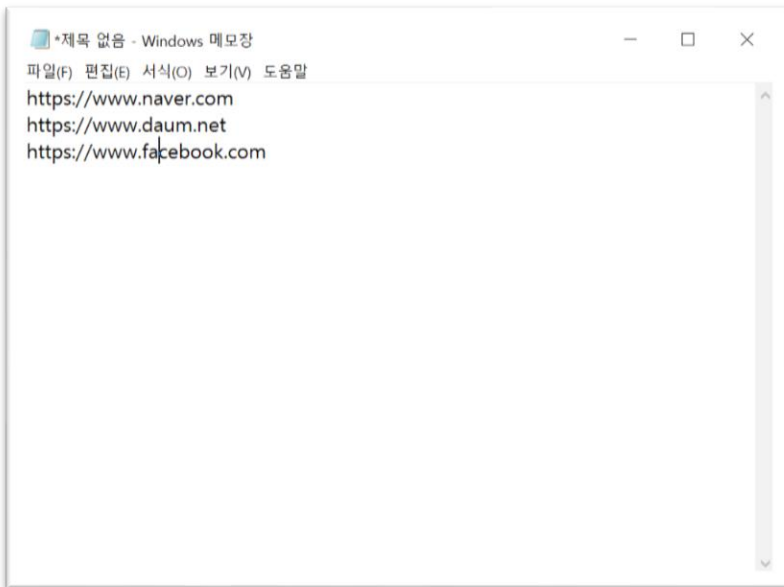 *제목 없음 - Windows 메모장
파일(F) 편집(E) 서식(O) 보기(V) 도움말
https://www.naver.com
https://www.daum.net
https://www.facebook.com